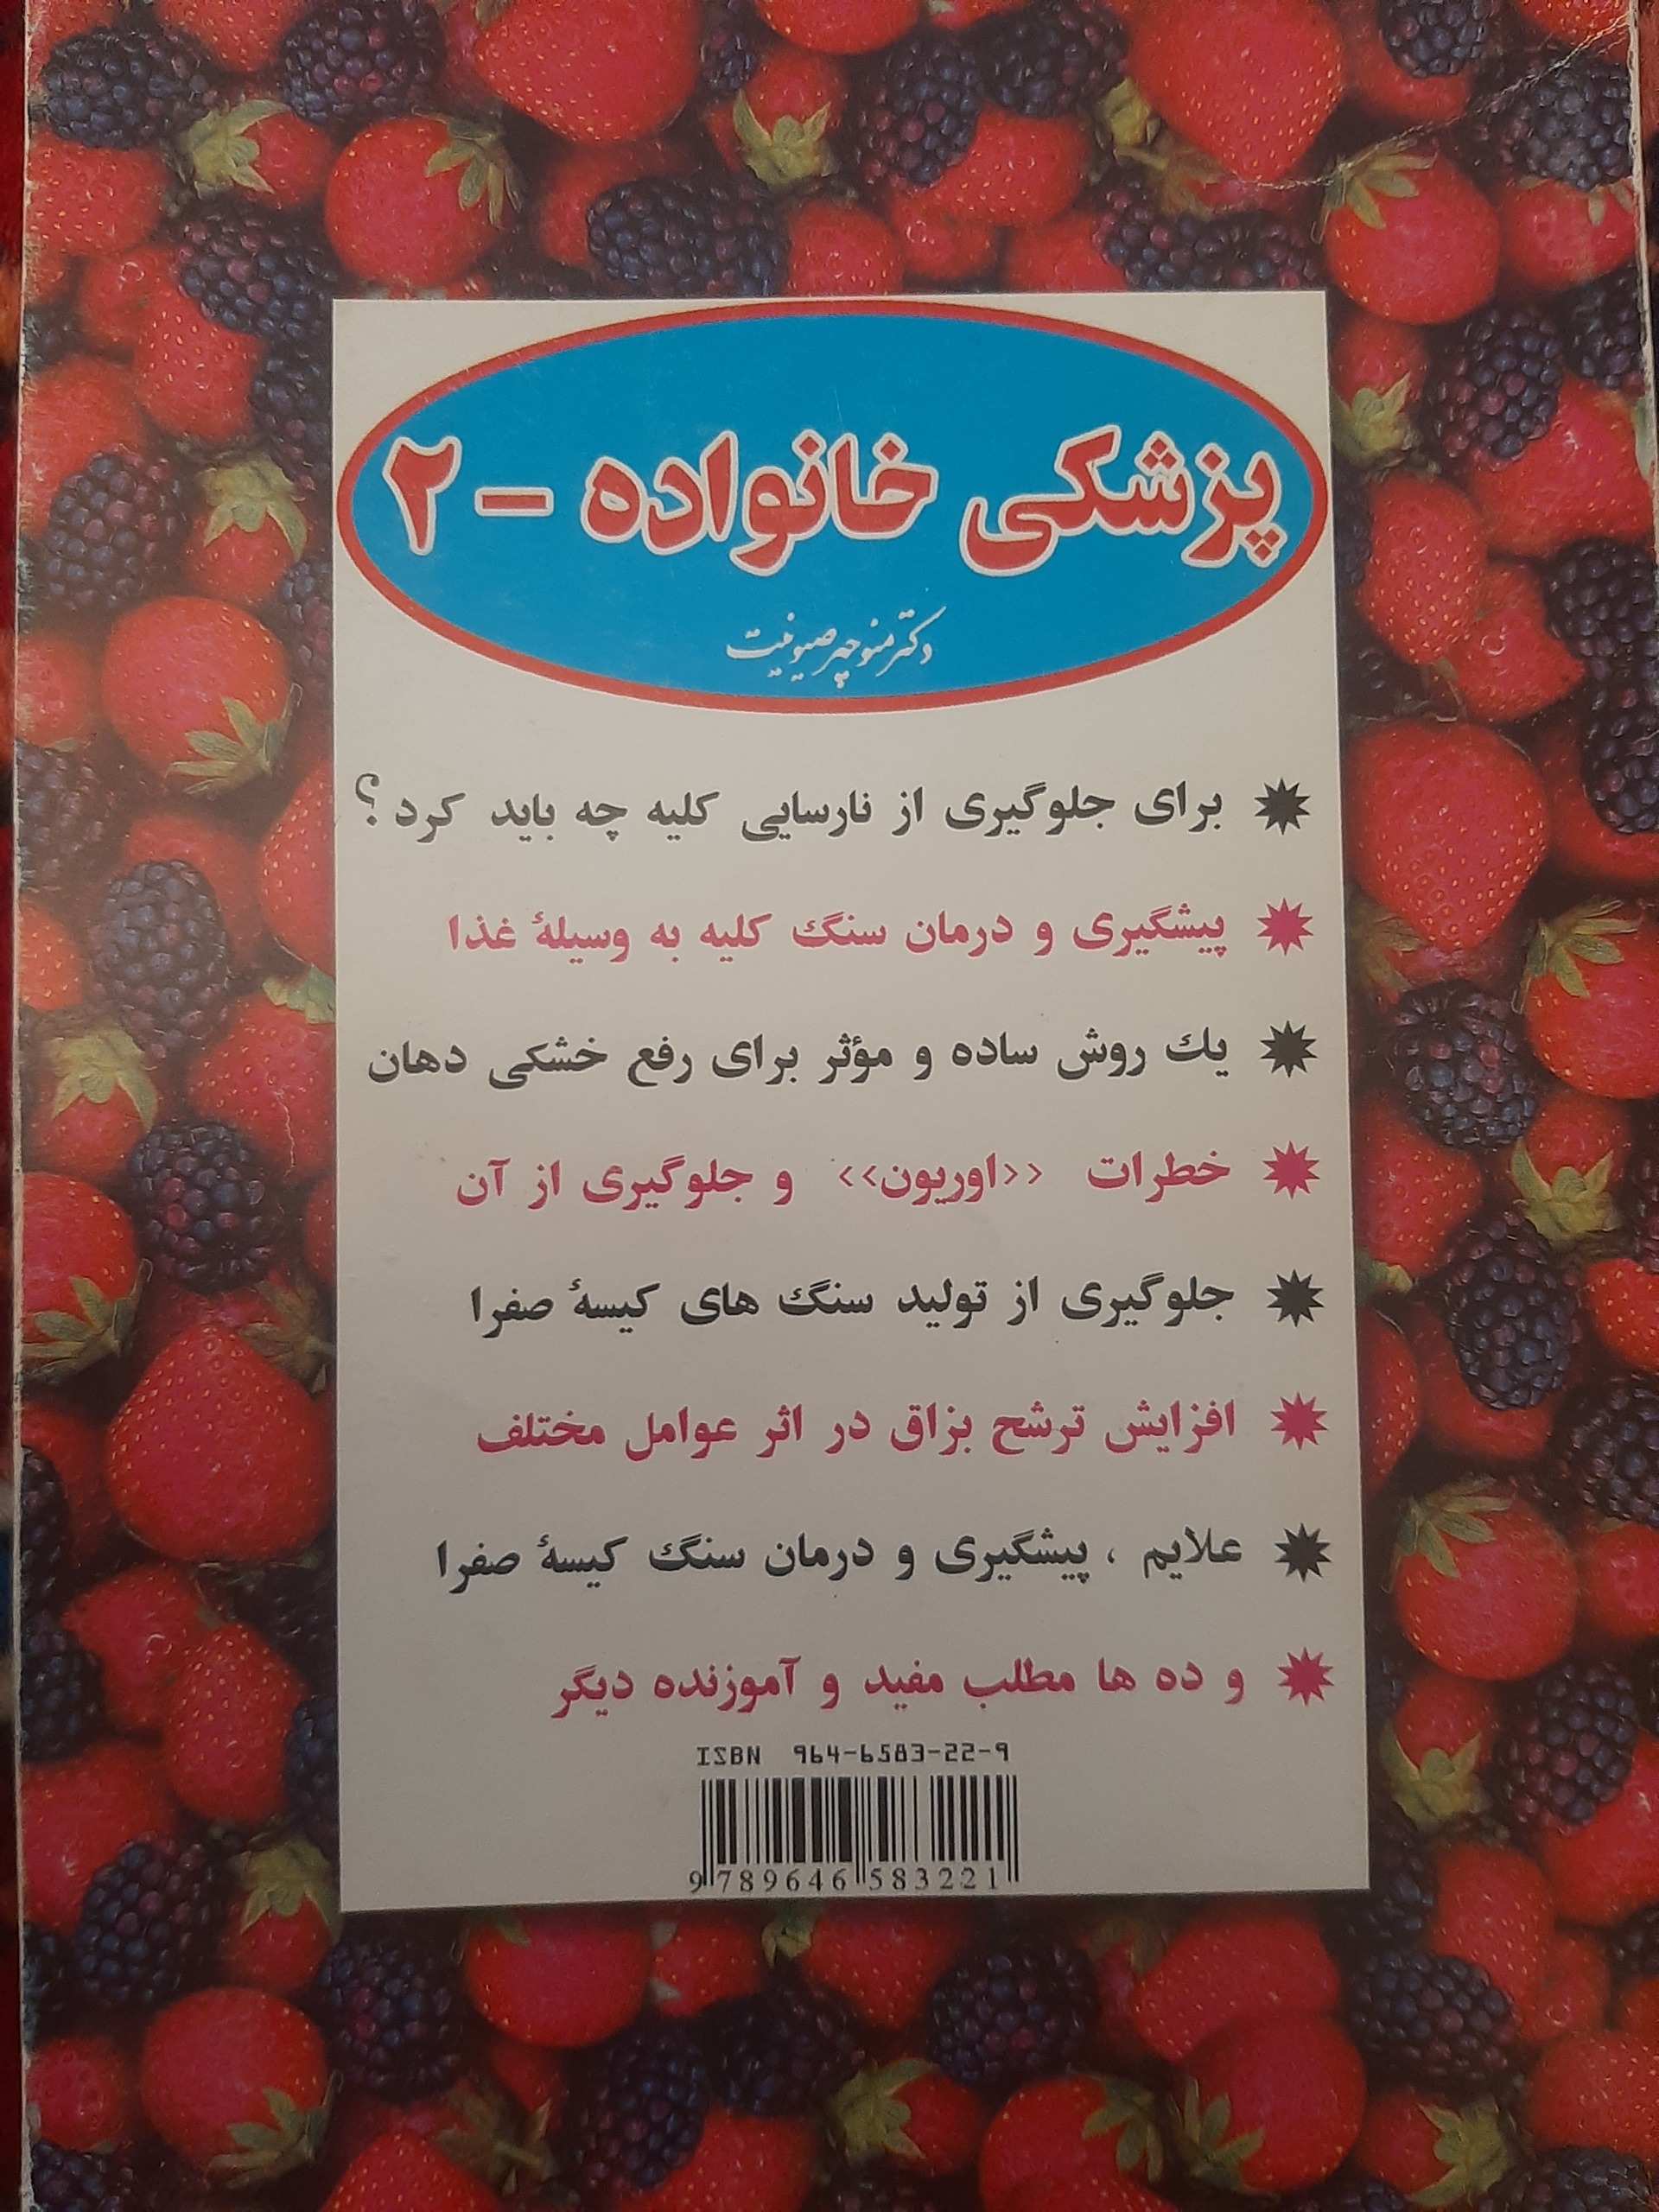 پزشکی خانواده - ۲
دکتر منوچهر صیونیت
برای جلوگیری از نارسایی کلیه چه باید کرد؟
پیشگیری و درمان سنگ کلیه به وسیلهٔ غذا
یک روش ساده و مؤثر برای رفع خشکی دهان
خطرات <<اوریون>> و جلوگیری از آن
جلوگیری از تولید سنگ های کیسهٔ صفرا
افزایش ترشح بزاق در اثر عوامل مختلف
علایم ، پیشگیری و درمان سنگ کیسهٔ صفرا
و ده ها مطلب مفید و آموزنده دیگر
ISBN 964-6583-22-9
9789646583221